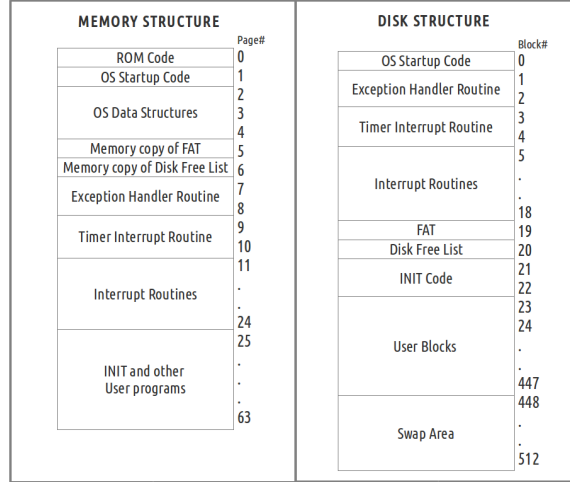 MEMORY STRUCTURE
Page#
ROM Code 0
OS Startup Code 1
2
OS Data Structures 3
4
Memory copy of FAT 5
Memory copy of Disk Free List 6
Exception Handler Routine 7
8
Timer Interrupt Routine 9
10
11
.
Interrupt Routines .
24
25
.
INIT and other .
User programs .
63
DISK STRUCTURE
Block#
OS Startup Code 0
Exception Handler Routine 1
2
Timer Interrupt Routine 3
4
5
.
Interrupt Routines .
18
FAT 19
Disk Free List 20
INIT Code 21
22
23
24
User Blocks .
.
447
448
.
Swap Area .
512